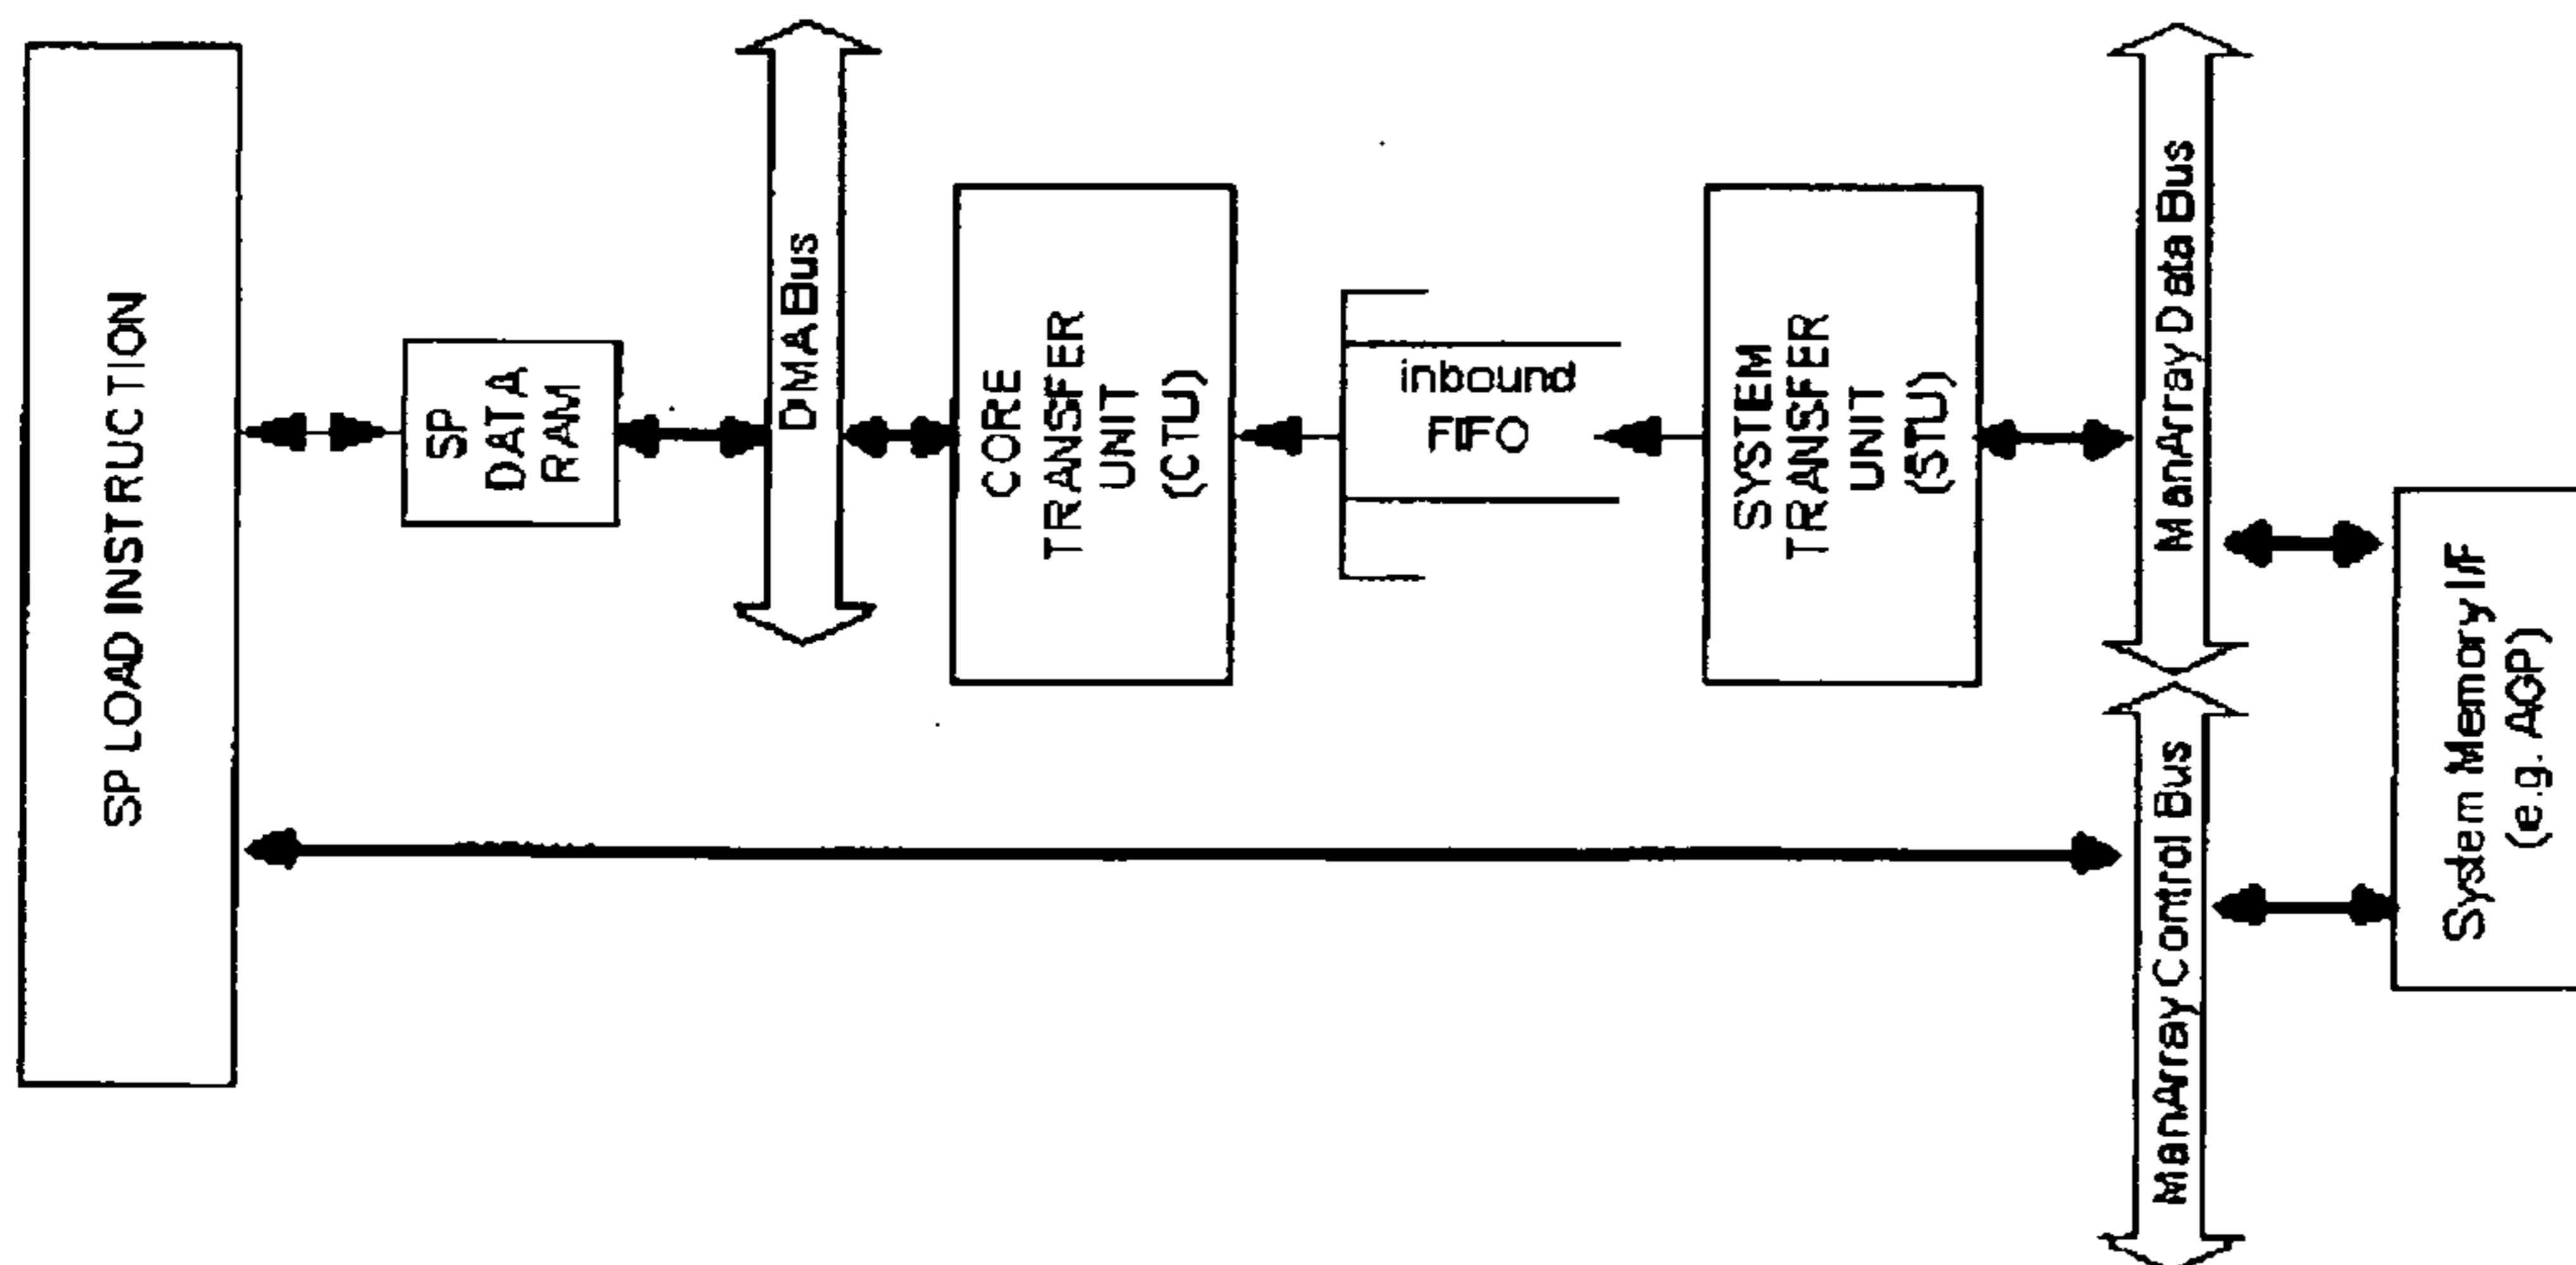 SP LOAD INSTRUCTION
SP
DATA
RAM
DMA Bus
CORE
TRANSFER
UNIT
(CTU)
inbound
FIFO
SYSTEM
TRANSFER
UNIT
(STU)
ManArray Data Bus
ManArray Control Bus
System Memory I/F
(e.g. AGP)